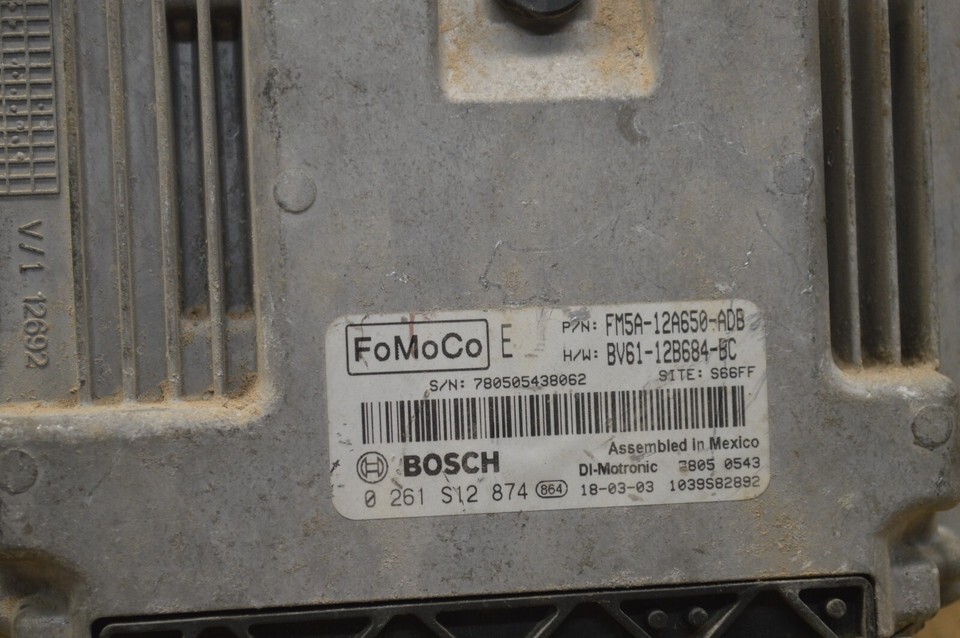 V/1 12692
FoMoCo E
P/N: FM5A-12A650-ADB
H/W: BV61-12B684-BC
S/N: 780505438062 SITE: S66FF
Assembled in Mexico
BOSCH DI-Motronic 7805 0543
0 261 S12 874 864 18-03-03 1039S82892